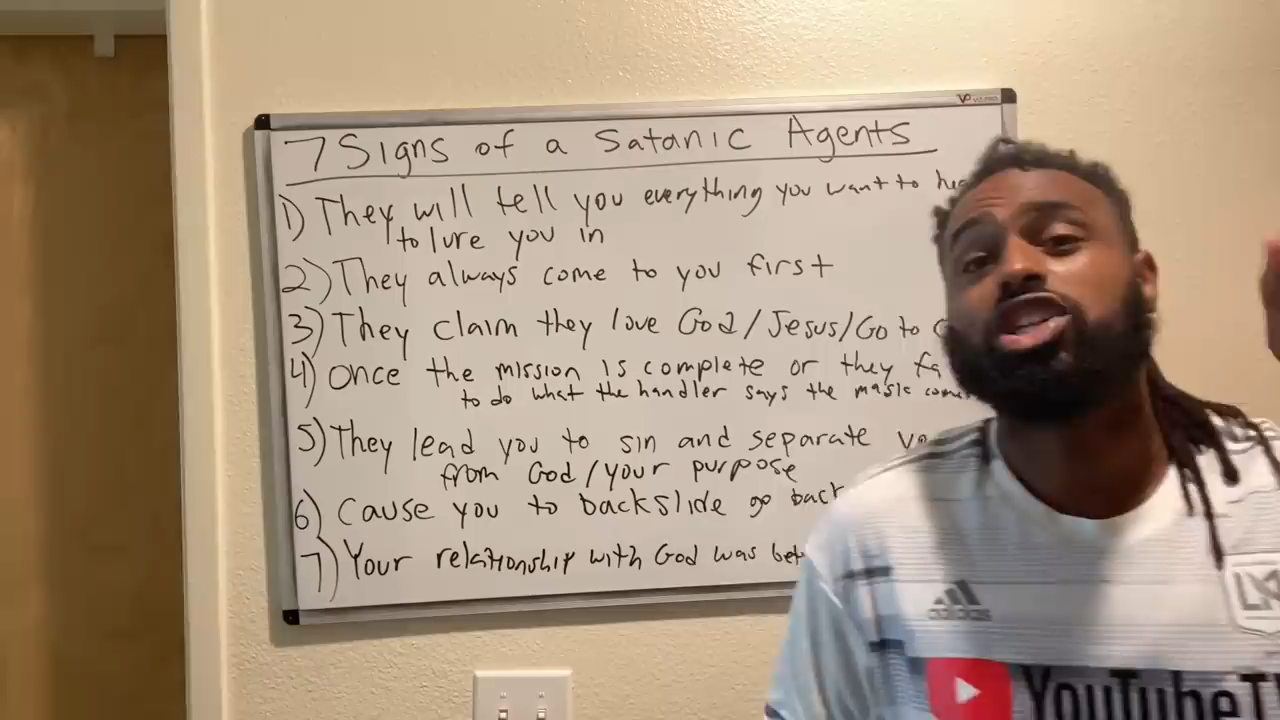 7 Signs of a Satanic Agents
1) They will tell you everything you want to
to lure you in
2) They always come to you first
3) They claim they love God/Jesus/Go to
4) Once the mission is complete or they
to do what the handler says the mask
5) They lead you to sin and separate
from God/your purpose
6) Cause you to backslide go back
7) Your relationship with God was
adidas
YouTube